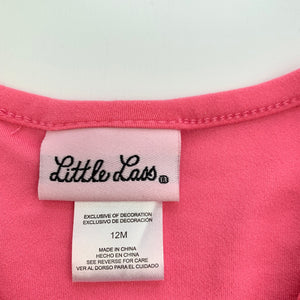 Little Lass
EXCLUSIVE OF DECORATION
EXCLUSIVO DE DECORACIÓN
12M
MADE IN CHINA
HECHO EN CHINA
SEE REVERSE FOR CARE
VER AL DORSO PARA EL CUIDADO